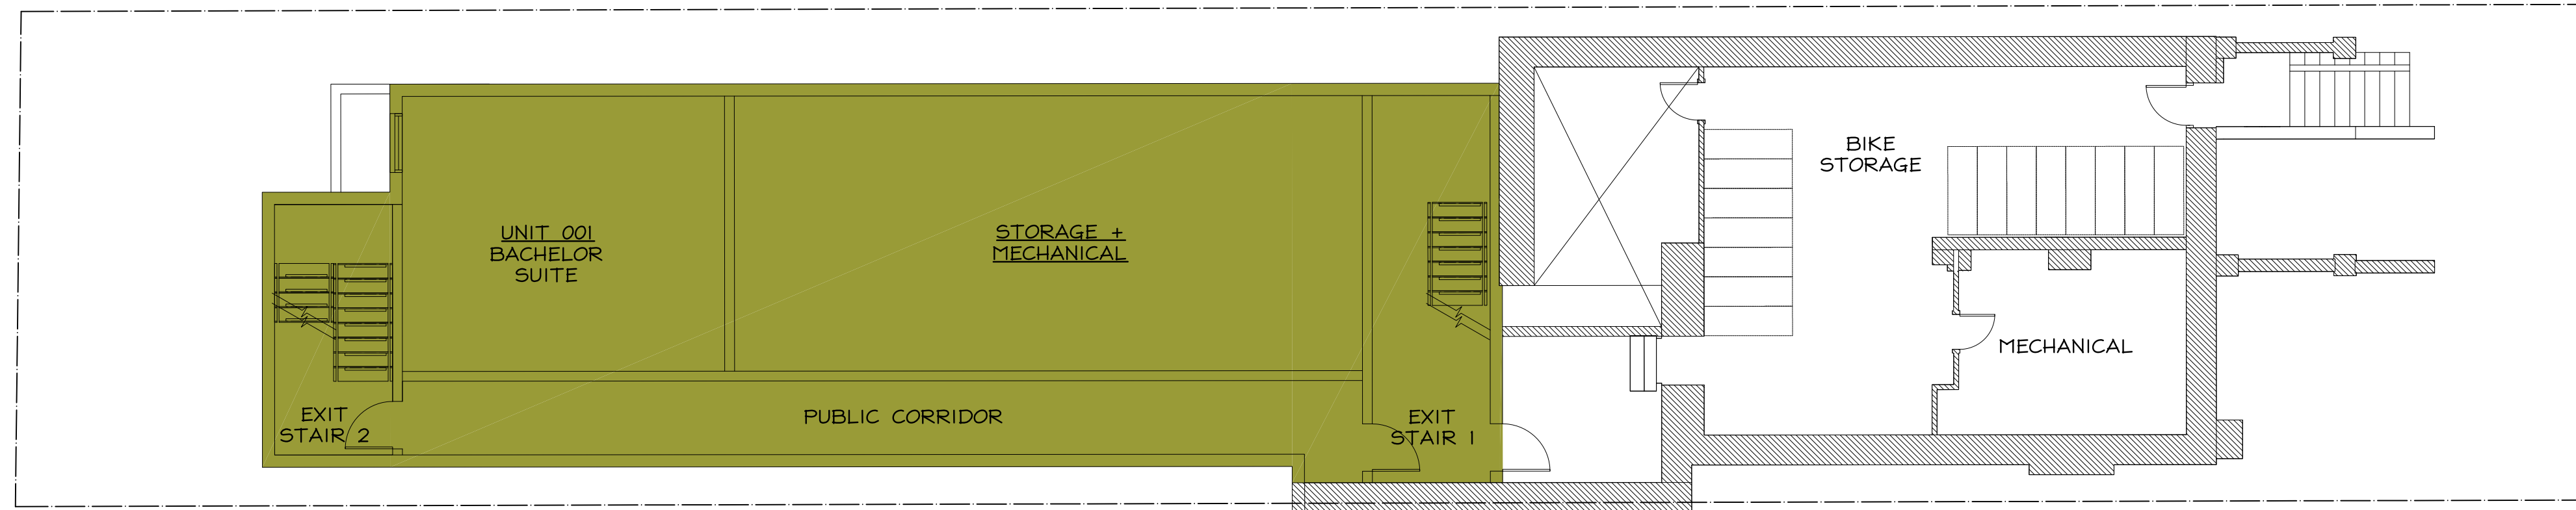 UNIT 001
BACHELOR
SUITE
STORAGE +
MECHANICAL
BIKE
STORAGE
MECHANICAL
EXIT
STAIR 2
PUBLIC CORRIDOR
EXIT
STAIR 1